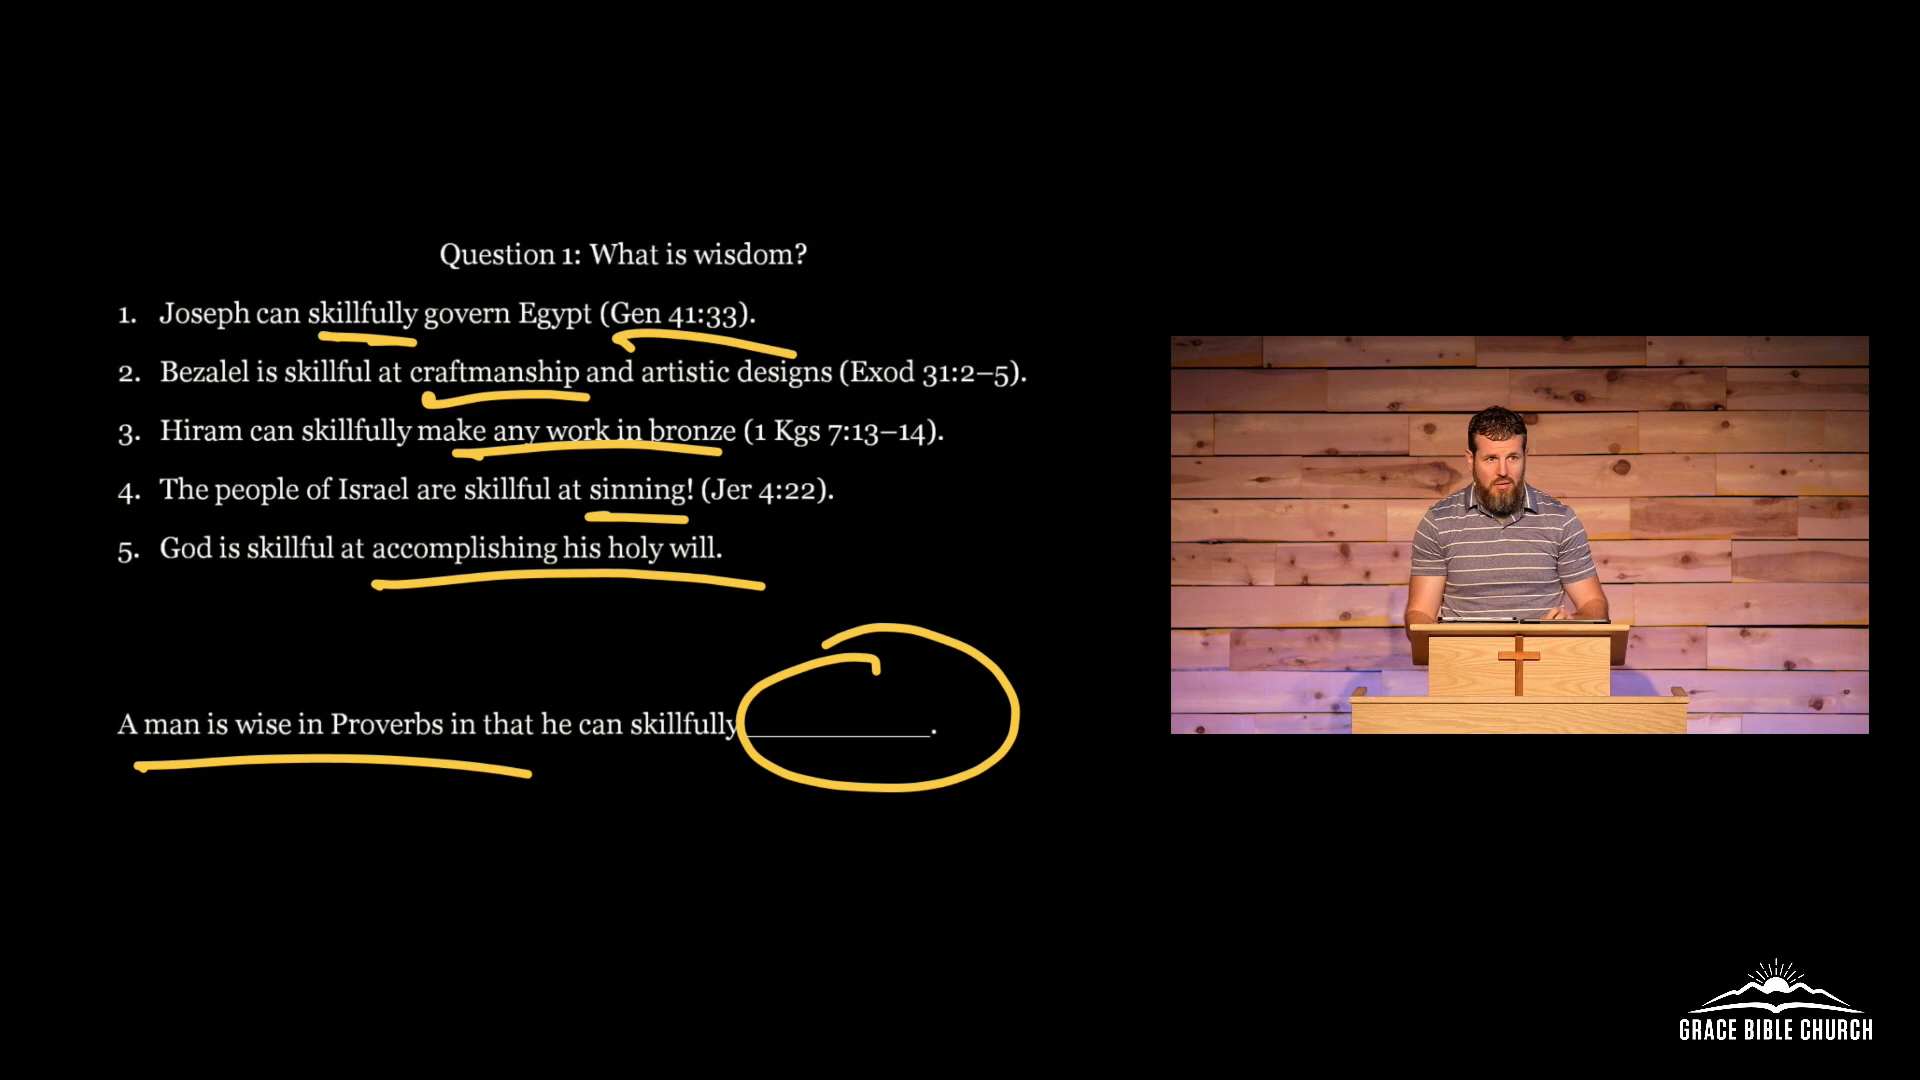 Question 1: What is wisdom?
1. Joseph can skillfully govern Egypt (Gen 41:33).
2. Bezalel is skillful at craftmanship and artistic designs (Exod 31:2–5).
3. Hiram can skillfully make any work in bronze (1 Kgs 7:13–14).
4. The people of Israel are skillful at sinning! (Jer 4:22).
5. God is skillful at accomplishing his holy will.
A man is wise in Proverbs in that he can skillfully ____________.
GRACE BIBLE CHURCH